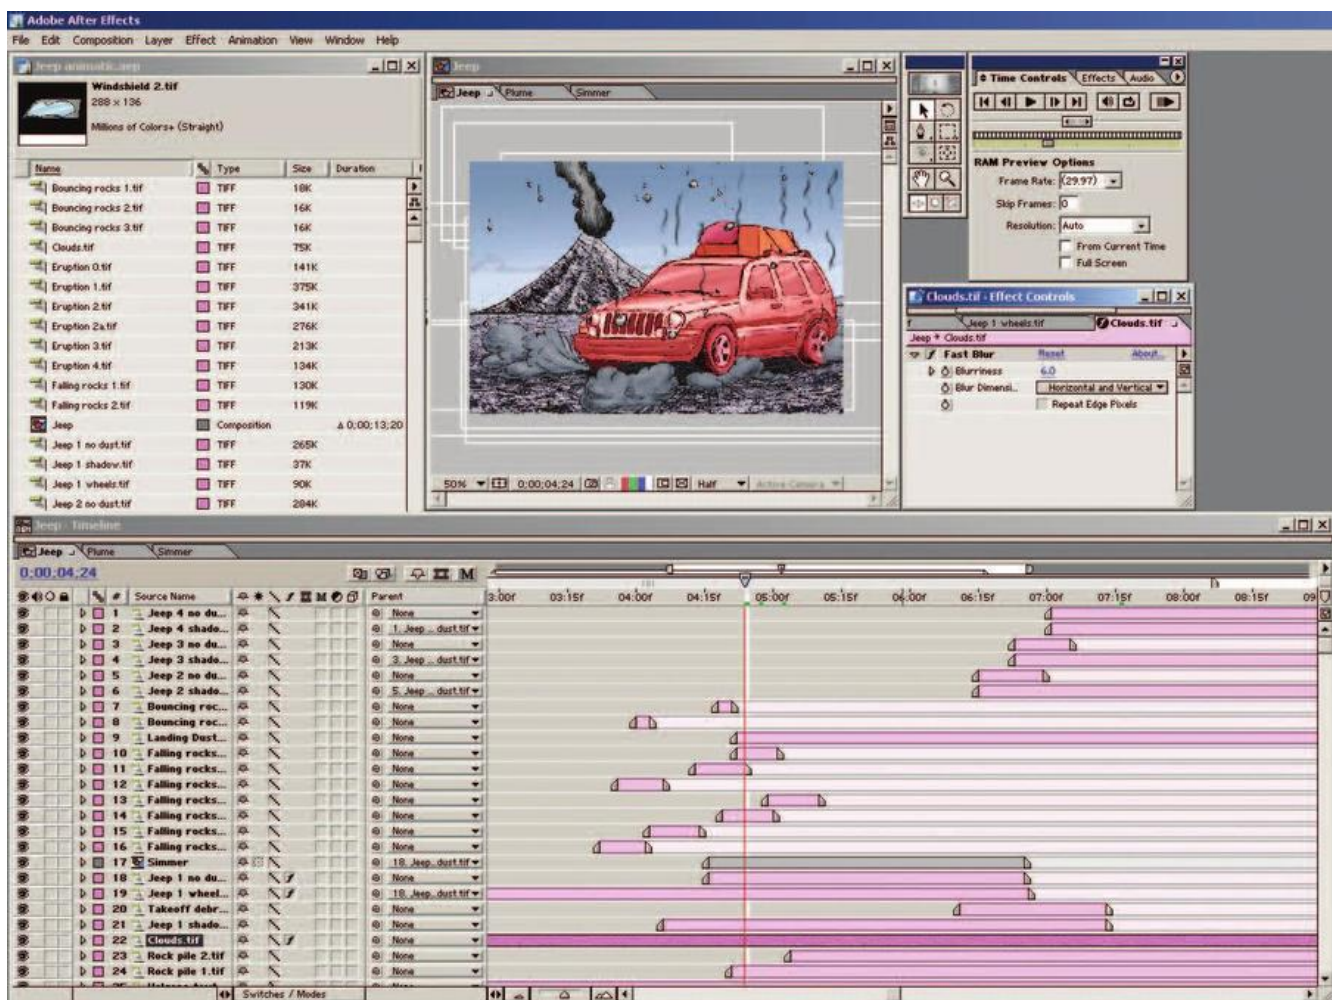 Adobe After Effects
File Edit Composition Layer Effect Animation View Window Help
Jeep animatic.aep
Windshield 2.tif
288 x 136
Millions of Colors+ (Straight)
Name Type Size Duration
Bouncing rocks 1.tif TIFF 18K
Bouncing rocks 2.tif TIFF 16K
Bouncing rocks 3.tif TIFF 16K
Clouds.tif TIFF 75K
Eruption 0.tif TIFF 141K
Eruption 1.tif TIFF 375K
Eruption 2.tif TIFF 341K
Eruption 2a.tif TIFF 276K
Eruption 3.tif TIFF 213K
Eruption 4.tif TIFF 134K
Falling rocks 1.tif TIFF 130K
Falling rocks 2.tif TIFF 119K
Jeep Composition Δ 0;00;13;20
Jeep 1 no dust.tif TIFF 265K
Jeep 1 shadow.tif TIFF 37K
Jeep 1 wheels.tif TIFF 90K
Jeep 2 no dust.tif TIFF 284K
Jeep
Jeep Plume Simmer
50% 0;00;04;24 Half Active Camera
Time Controls Effects Audio
RAM Preview Options
Frame Rate: (29.97)
Skip Frames: 0
Resolution: Auto
From Current Time
Full Screen
Clouds.tif - Effect Controls
Jeep 1 wheels.tif Clouds.tif
Jeep * Clouds.tif
Fast Blur Reset About...
Blurriness 6.0
Blur Dimensi... Horizontal and Vertical
Repeat Edge Pixels
Jeep - Timeline
Jeep Plume Simmer
0;00;04;24
# Source Name Parent
3:00f 03:15f 04:00f 04:15f 05:00f 05:15f 06:00f 06:15f 07:00f 07:15f 08:00f 08:15f 09
1 Jeep 4 no du... None
2 Jeep 4 shado... 1. Jeep ... dust.tif
3 Jeep 3 no du... None
4 Jeep 3 shado... 3. Jeep ... dust.tif
5 Jeep 2 no du... None
6 Jeep 2 shado... 5. Jeep ... dust.tif
7 Bouncing roc... None
8 Bouncing roc... None
9 Landing Dust... None
10 Falling rocks... None
11 Falling rocks... None
12 Falling rocks... None
13 Falling rocks... None
14 Falling rocks... None
15 Falling rocks... None
16 Falling rocks... None
17 Simmer 18. Jeep...dust.tif
18 Jeep 1 no du... None
19 Jeep 1 wheel... 18. Jeep...dust.tif
20 Takeoff debr... None
21 Jeep 1 shado... None
22 Clouds.tif None
23 Rock pile 2.tif None
24 Rock pile 1.tif None
Switches / Modes